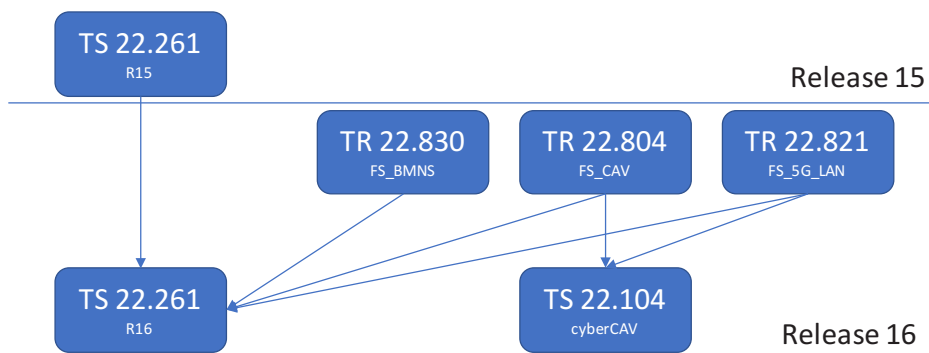 TS 22.261
R15
Release 15
TR 22.830
FS_BMNS
TR 22.804
FS_CAV
TR 22.821
FS_5G_LAN
TS 22.261
R16
TS 22.104
cyberCAV
Release 16